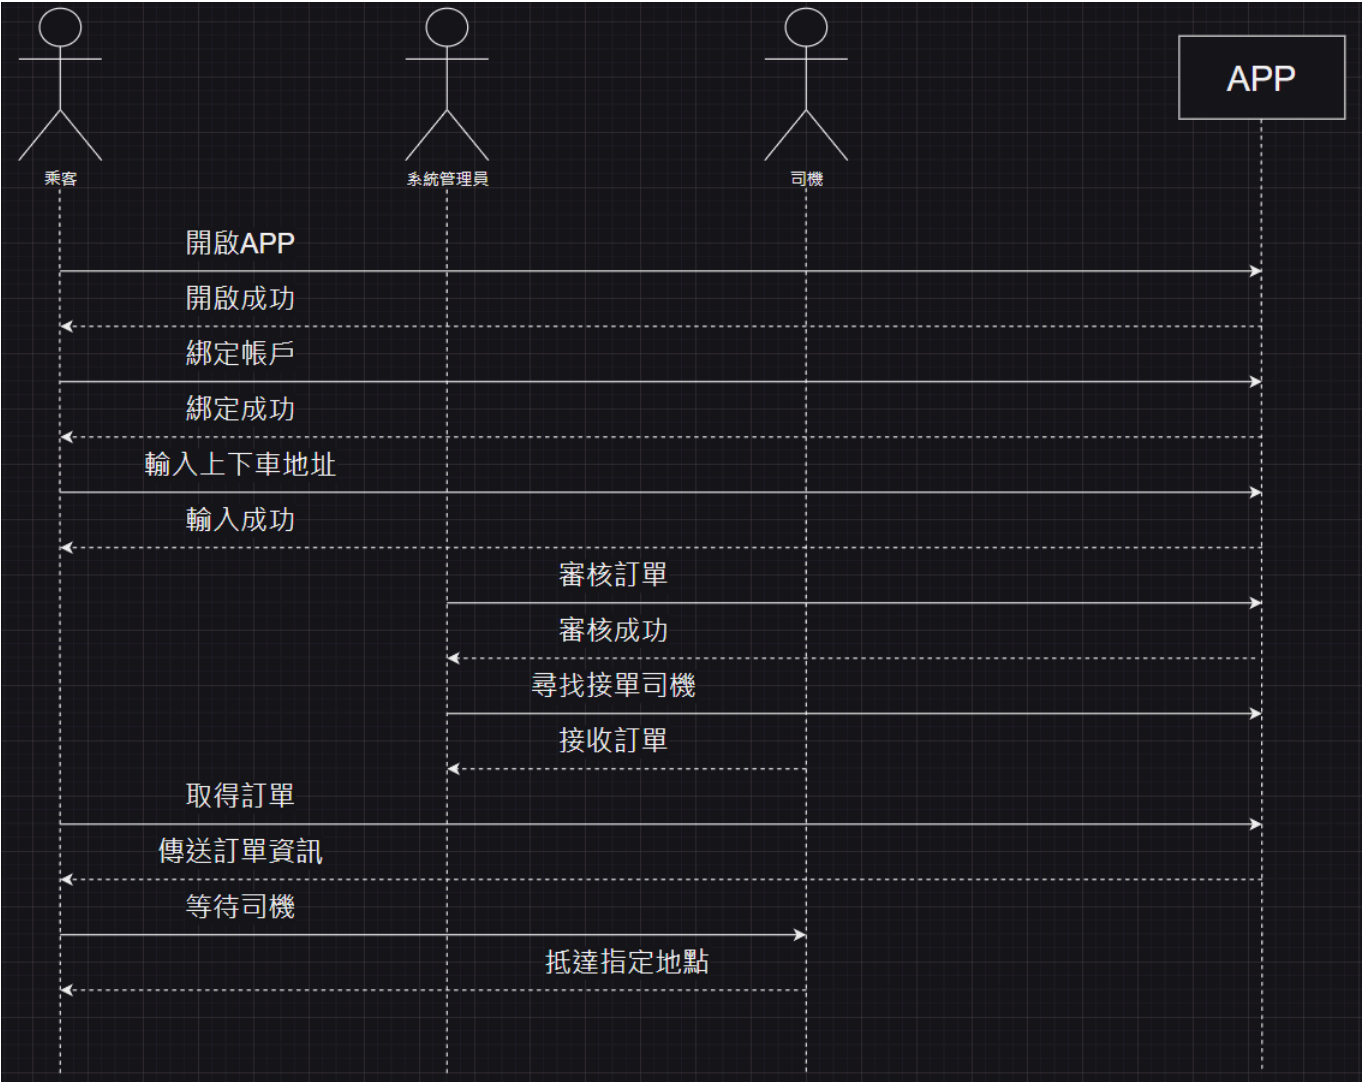 乘客
系統管理員
司機
APP
開啟APP
開啟成功
綁定帳戶
綁定成功
輸入上下車地址
輸入成功
審核訂單
審核成功
尋找接單司機
接收訂單
取得訂單
傳送訂單資訊
等待司機
抵達指定地點